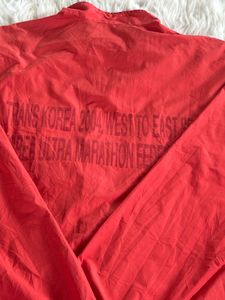 TRANS KOREA 2004 WEST TO EAST
ULTRA MARATHON